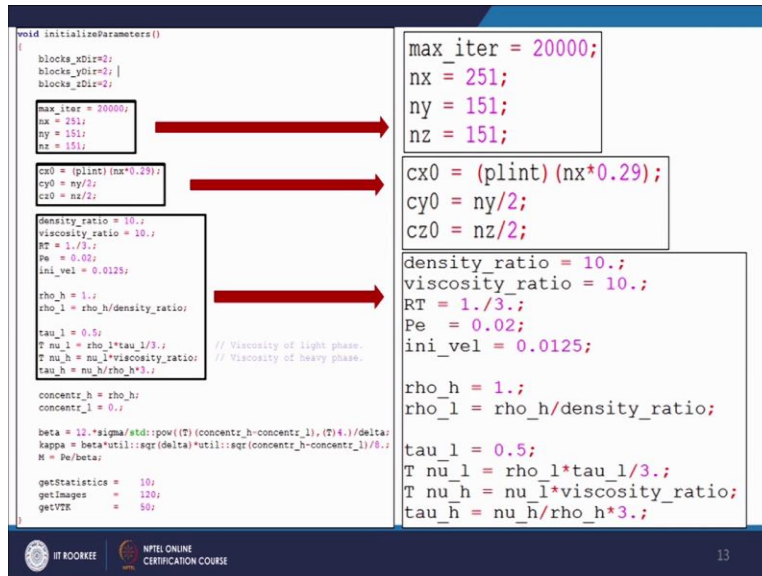 void initializeParameters()
{
blocks_xDir=2;
blocks_yDir=2;
blocks_zDir=2;
max_iter = 20000;
nx = 251;
ny = 151;
nz = 151;
cx0 = (plint)(nx*0.29);
cy0 = ny/2;
cz0 = nz/2;
density_ratio = 10.;
viscosity_ratio = 10.;
RT = 1./3.;
Pe = 0.02;
ini_vel = 0.0125;
rho_h = 1.;
rho_l = rho_h/density_ratio;
tau_l = 0.5;
T nu_l = rho_l*tau_l/3.; // Viscosity of light phase.
T nu_h = nu_l*viscosity_ratio; // Viscosity of heavy phase.
tau_h = nu_h/rho_h*3.;
concentr_h = rho_h;
concentr_l = 0.;
beta = 12.*sigma/std::pow((T)(concentr_h-concentr_l),(T)4.)/delta;
kappa = beta*util::sqr(delta)*util::sqr(concentr_h-concentr_l)/8.;
M = Pe/beta;
getStatistics = 10;
getImages = 120;
getVTK = 50;
}
max_iter = 20000;
nx = 251;
ny = 151;
nz = 151;
cx0 = (plint)(nx*0.29);
cy0 = ny/2;
cz0 = nz/2;
density_ratio = 10.;
viscosity_ratio = 10.;
RT = 1./3.;
Pe = 0.02;
ini_vel = 0.0125;
rho_h = 1.;
rho_l = rho_h/density_ratio;
tau_l = 0.5;
T nu_l = rho_l*tau_l/3.;
T nu_h = nu_l*viscosity_ratio;
tau_h = nu_h/rho_h*3.;
IIT ROORKEE
NPTEL ONLINE
CERTIFICATION COURSE
13